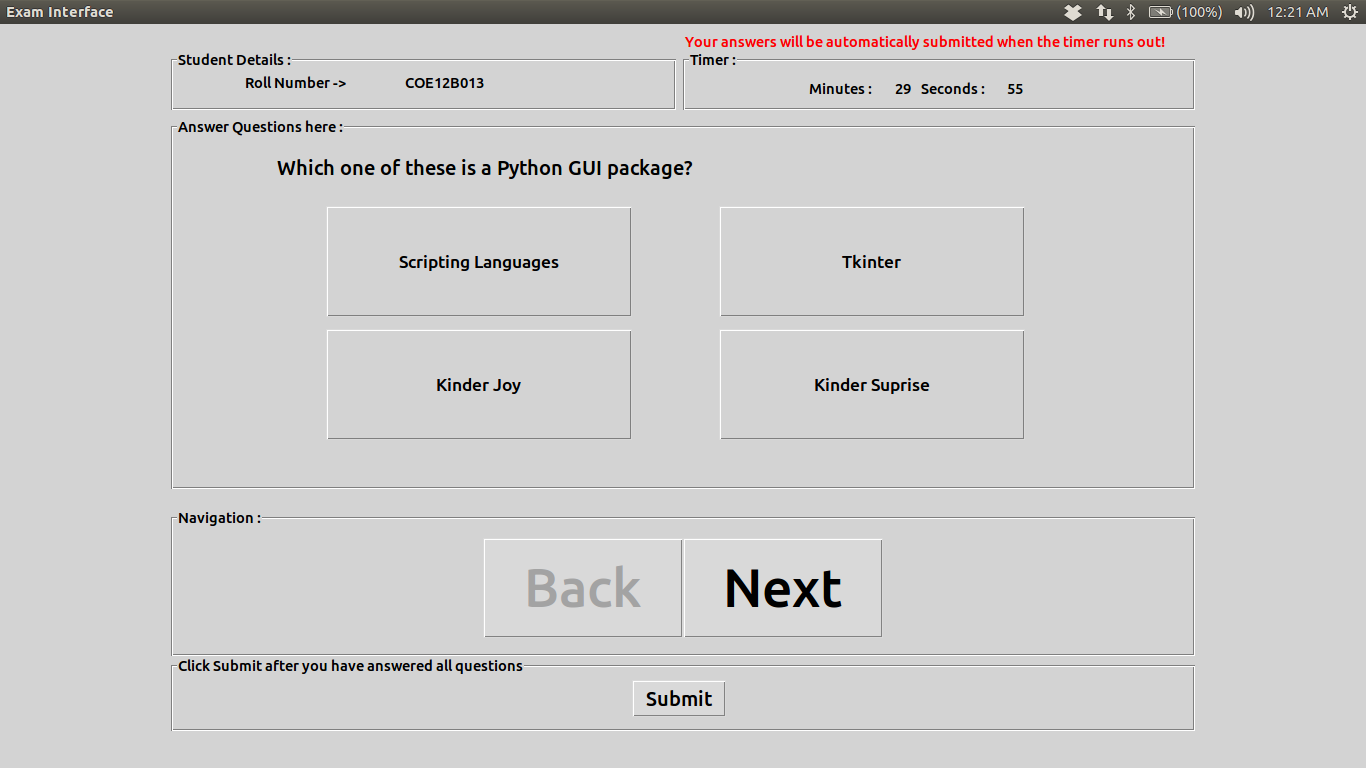 Exam Interface
(100%) 12:21 AM
Your answers will be automatically submitted when the timer runs out!
Student Details :
Roll Number -> COE12B013
Timer :
Minutes : 29 Seconds : 55
Answer Questions here :
Which one of these is a Python GUI package?
Scripting Languages
Tkinter
Kinder Joy
Kinder Suprise
Navigation :
Back
Next
Click Submit after you have answered all questions
Submit